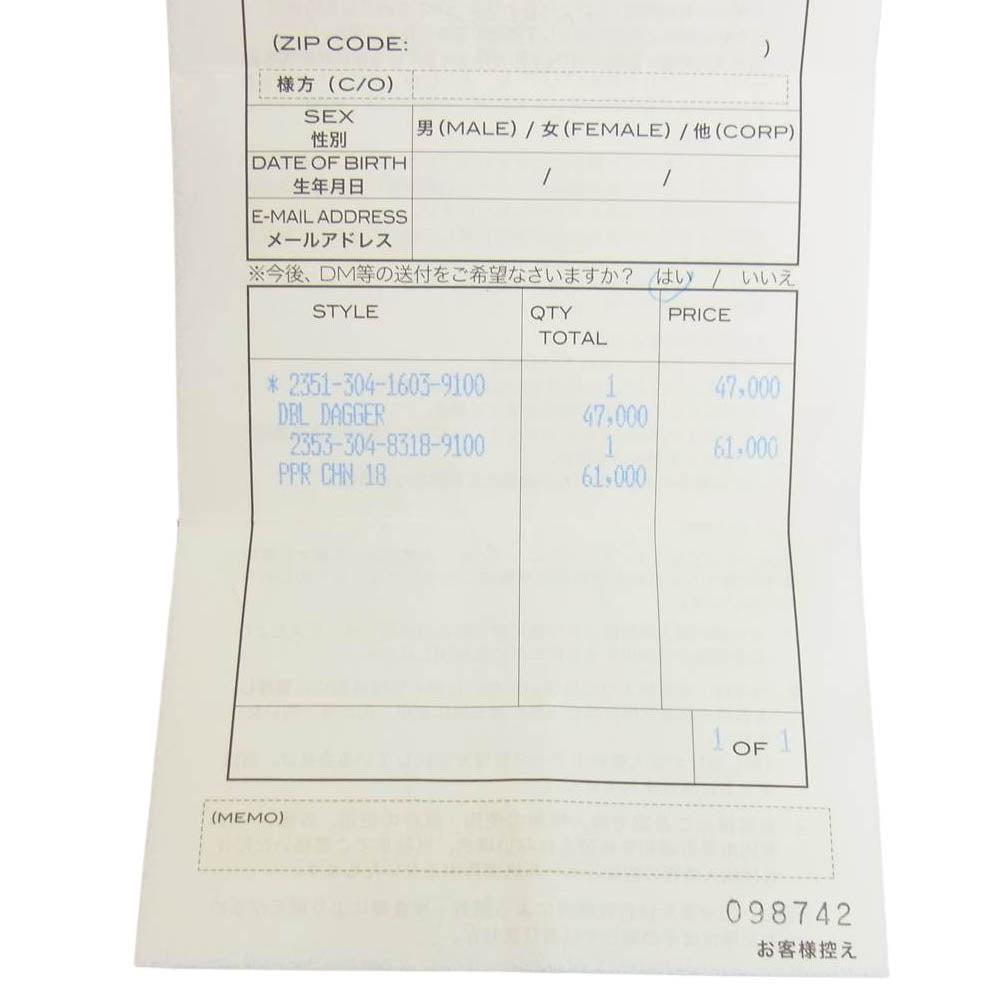 (ZIP CODE: )
様方 (C/O)
SEX
性別
男(MALE) / 女(FEMALE) / 他(CORP)
DATE OF BIRTH
生年月日
/ /
E-MAIL ADDRESS
メールアドレス
※今後、DM等の送付をご希望なさいますか? はい / いいえ
STYLE QTY PRICE
TOTAL
* 2351-304-1603-9100 1 47,000
DBL DAGGER 47,000
2353-304-8318-9100 1 61,000
PPR CHN 18 61,000
1 OF 1
(MEMO)
098742
お客様控え